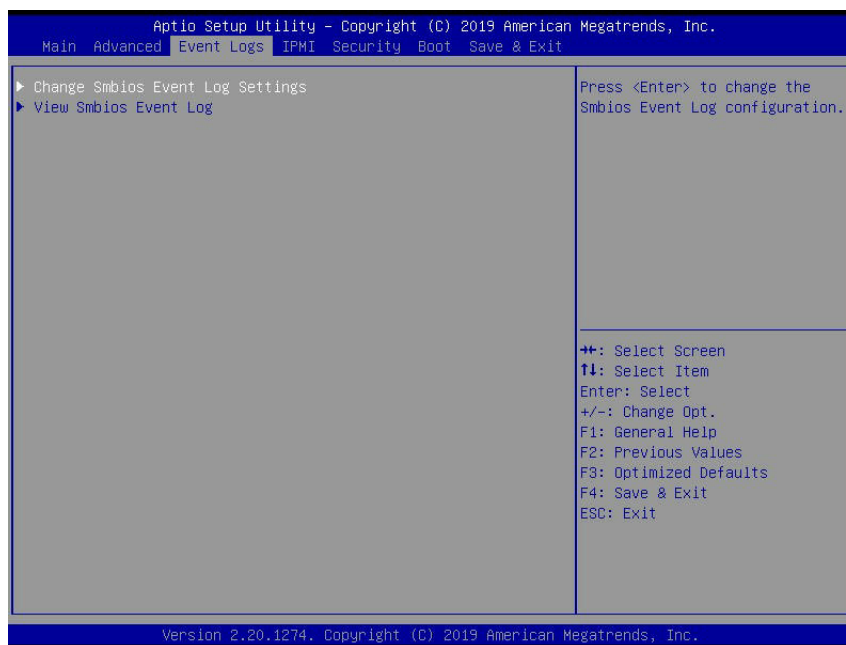 Aptio Setup Utility – Copyright (C) 2019 American Megatrends, Inc.
Main Advanced Event Logs IPMI Security Boot Save & Exit
▶ Change Smbios Event Log Settings
▶ View Smbios Event Log
Press <Enter> to change the
Smbios Event Log configuration.
→←: Select Screen
↑↓: Select Item
Enter: Select
+/-: Change Opt.
F1: General Help
F2: Previous Values
F3: Optimized Defaults
F4: Save & Exit
ESC: Exit
Version 2.20.1274. Copyright (C) 2019 American Megatrends, Inc.